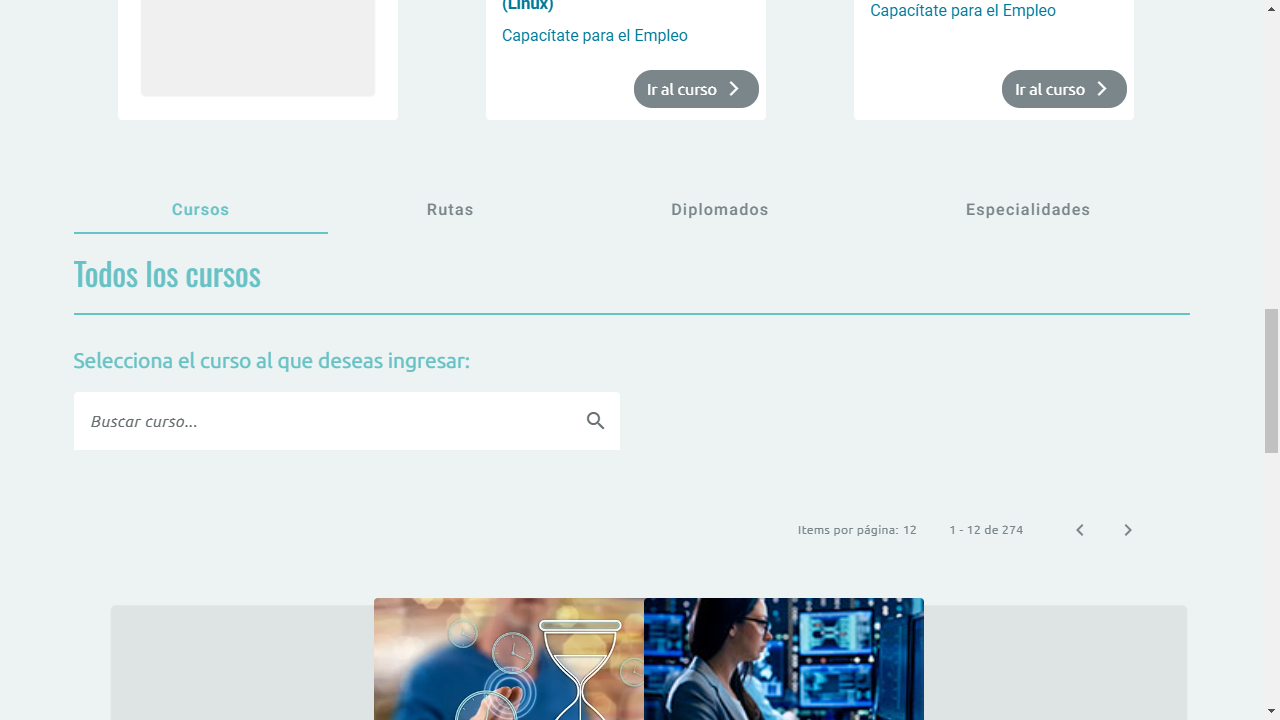 (Linux)
Capacítate para el Empleo
Ir al curso
Capacítate para el Empleo
Ir al curso
Cursos
Rutas
Diplomados
Especialidades
Todos los cursos
Selecciona el curso al que deseas ingresar:
Buscar curso...
Items por página: 12
1 - 12 de 274